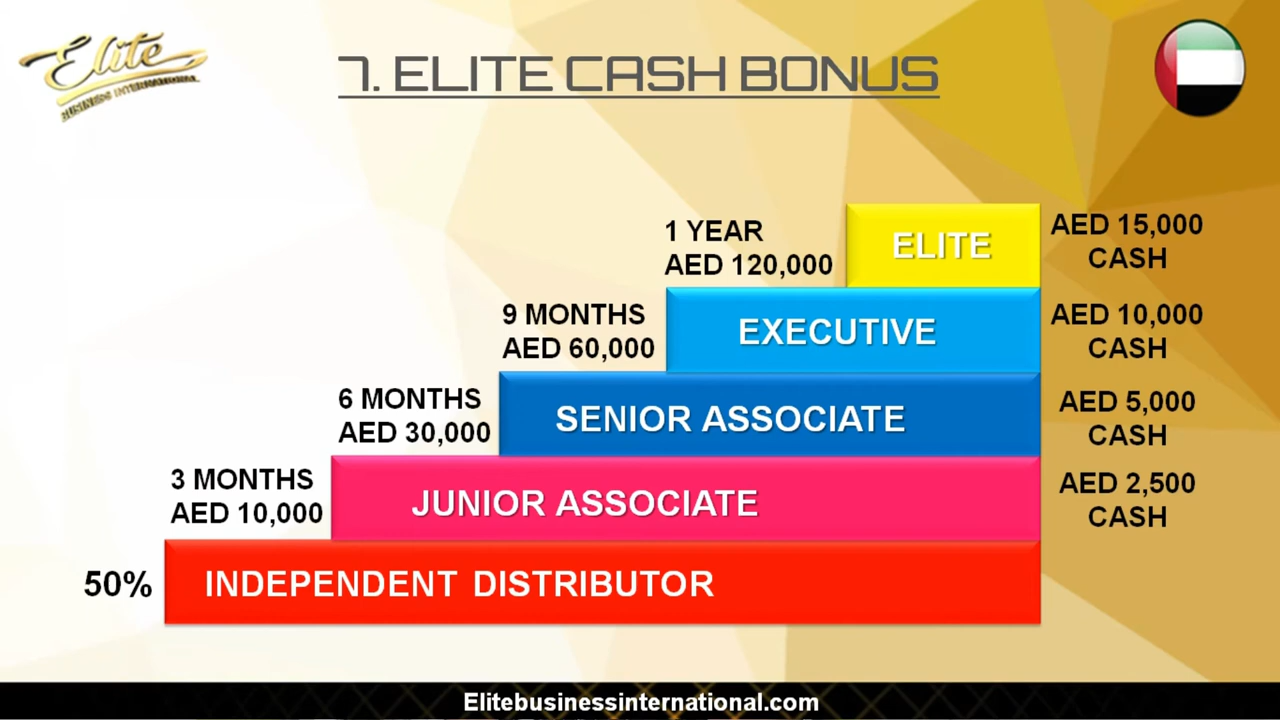 Elite
BUSINESS INTERNATIONAL
7. ELITE CASH BONUS
1 YEAR
AED 120,000
ELITE
AED 15,000
CASH
9 MONTHS
AED 60,000
EXECUTIVE
AED 10,000
CASH
6 MONTHS
AED 30,000
SENIOR ASSOCIATE
AED 5,000
CASH
3 MONTHS
AED 10,000
JUNIOR ASSOCIATE
AED 2,500
CASH
50%
INDEPENDENT DISTRIBUTOR
Elitebusinessinternational.com